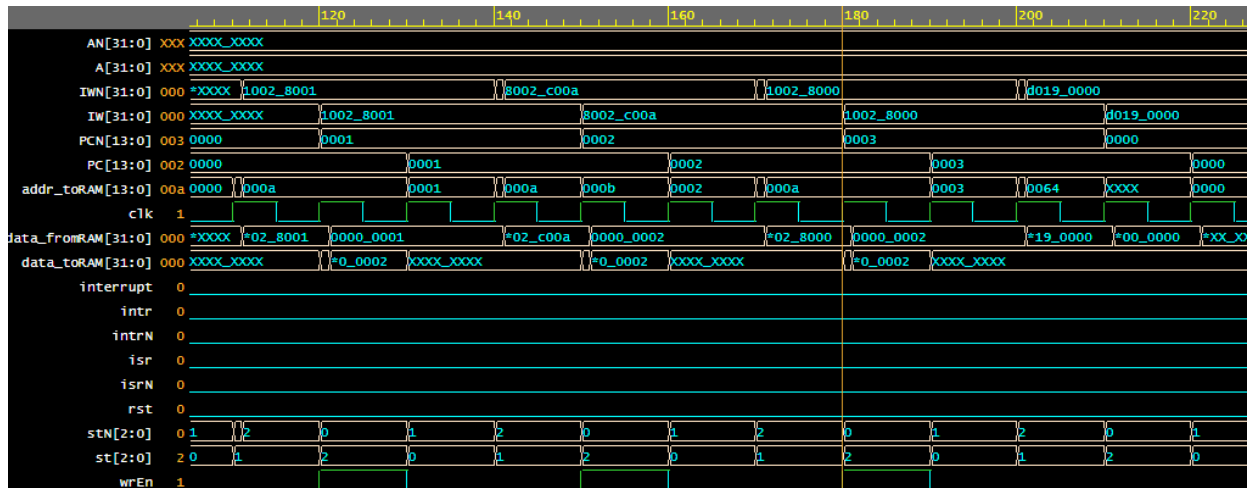 120 140 160 180 200 220
AN[31:0] XXX XXXX_XXXX
A[31:0] XXX XXXX_XXXX
IWN[31:0] 000 *XXXX 1002_8001 8002_c00a 1002_8000 d019_0000
IW[31:0] 000 XXXX_XXXX 1002_8001 8002_c00a 1002_8000 d019_0000
PCN[13:0] 003 0000 0001 0002 0003 0000
PC[13:0] 002 0000 0001 0002 0003 0000
addr_toRAM[13:0] 00a 0000 000a 0001 000a 000b 0002 000a 0003 0064 XXXX 0000
clk 1
data_fromRAM[31:0] 000 *XXXX *02_8001 0000_0001 *02_c00a 0000_0002 *02_8000 0000_0002 *19_0000 *00_0000 *XX_XX
data_toRAM[31:0] 000 XXXX_XXXX *0_0002 XXXX_XXXX *0_0002 XXXX_XXXX *0_0002 XXXX_XXXX
interrupt 0
intr 0
intrN 0
isr 0
isrN 0
rst 0
stN[2:0] 0 1 2 0 1 2 0 1 2 0 1 2 0 1
st[2:0] 2 0 1 2 0 1 2 0 1 2 0 1 2 0
wrEn 1